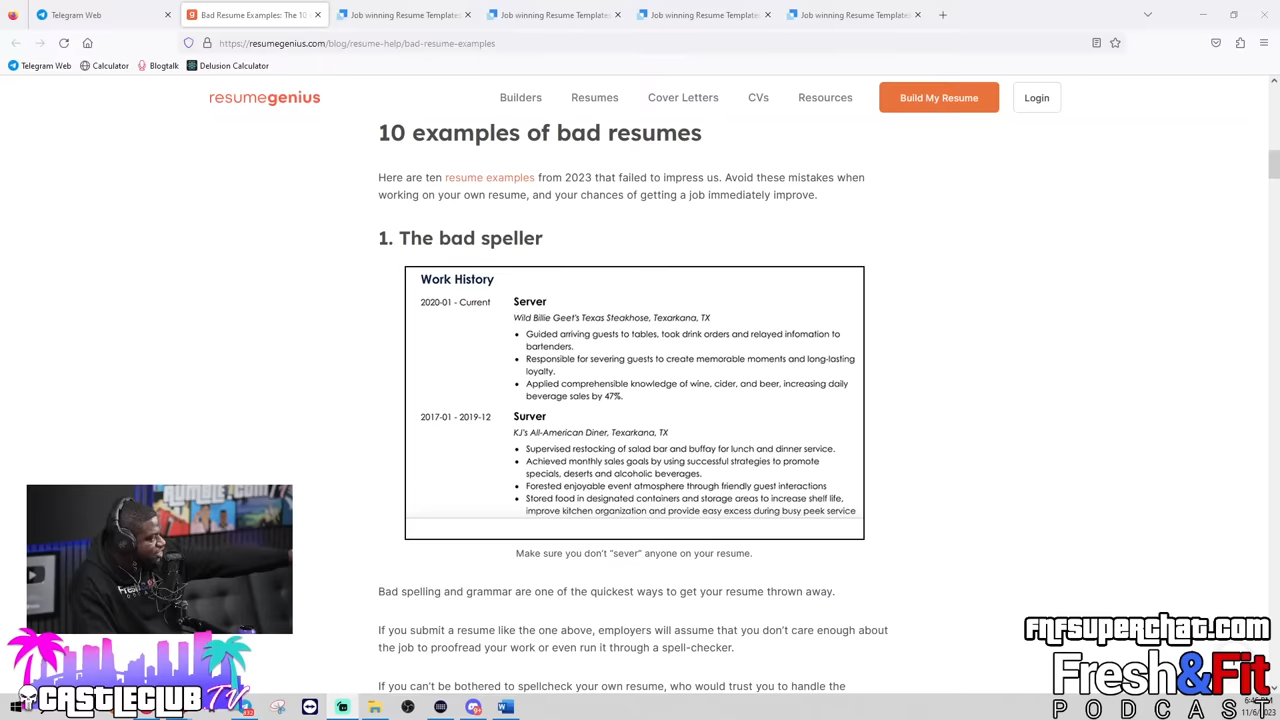 Telegram Web
Bad Resume Examples: The 10
Job winning Resume Templates
Job winning Resume Templates
Job winning Resume Templates
Job winning Resume Templates
https://resumegenius.com/blog/resume-help/bad-resume-examples
Telegram Web
Calculator
Blogtalk
Delusion Calculator
resumegenius
Builders
Resumes
Cover Letters
CVs
Resources
Build My Resume
Login
10 examples of bad resumes
Here are ten resume examples from 2023 that failed to impress us. Avoid these mistakes when
working on your own resume, and your chances of getting a job immediately improve.
1. The bad speller
Work History
2020-01 - Current
Server
Wild Billie Geet's Texas Steakhose, Texarkana, TX
• Guided arriving guests to tables, took drink orders and relayed infomation to
bartenders.
• Responsible for severing guests to create memorable moments and long-lasting
loyalty.
• Applied comprehensible knowledge of wine, cider, and beer, increasing daily
beverage sales by 47%.
2017-01 - 2019-12
Surver
KJ's All-American Diner, Texarkana, TX
• Supervised restocking of salad bar and buffay for lunch and dinner service.
• Achieved monthly sales goals by using successful strategies to promote
specials, deserts and alcoholic beverages.
• Forested enjoyable event atmosphere through friendly guest interactions
• Stored food in designated containers and storage areas to increase shelf life,
improve kitchen organization and provide easy excess during busy peek service
Make sure you don't "sever" anyone on your resume.
Bad spelling and grammar are one of the quickest ways to get your resume thrown away.
If you submit a resume like the one above, employers will assume that you don't care enough about
the job to proofread your work or even run it through a spell-checker.
If you can't be bothered to spellcheck your own resume, who would trust you to handle the
CASTLECLUB TV
FNFSUPERCHAT.COM
Fresh&Fit
PODCAST
11/6/2023